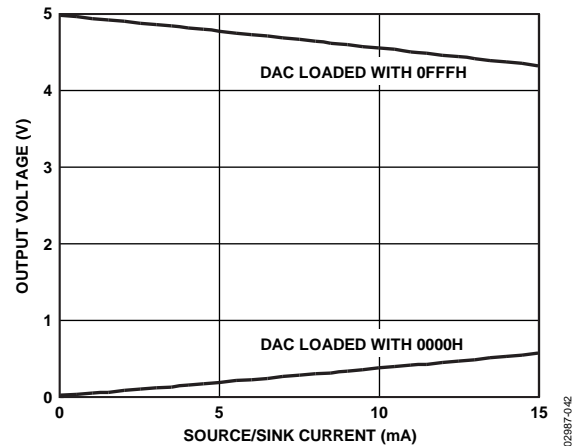 5
4
3
2
1
0
OUTPUT VOLTAGE (V)
DAC LOADED WITH 0FFFH
DAC LOADED WITH 0000H
0
5
10
15
SOURCE/SINK CURRENT (mA)
02987-042